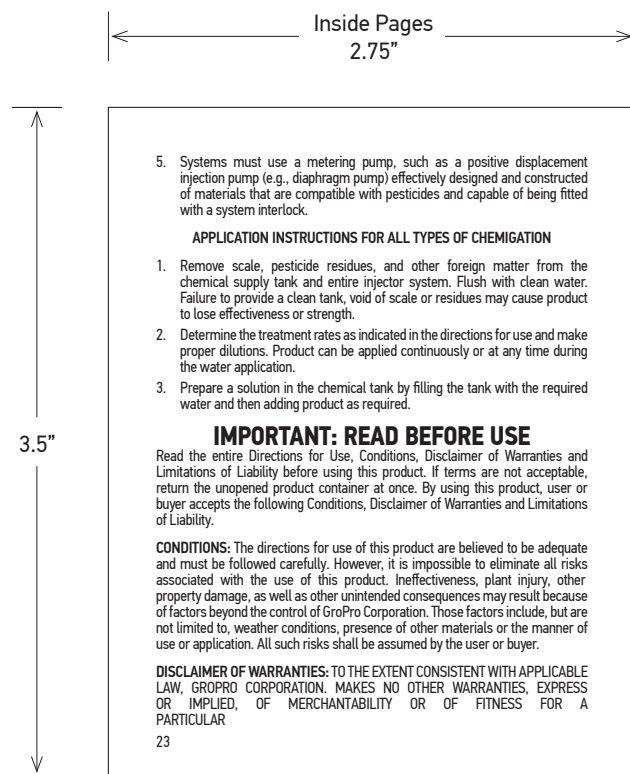 Inside Pages
2.75”
3.5”
5. Systems must use a metering pump, such as a positive displacement
injection pump (e.g., diaphragm pump) effectively designed and constructed
of materials that are compatible with pesticides and capable of being fitted
with a system interlock.
APPLICATION INSTRUCTIONS FOR ALL TYPES OF CHEMIGATION
1. Remove scale, pesticide residues, and other foreign matter from the
chemical supply tank and entire injector system. Flush with clean water.
Failure to provide a clean tank, void of scale or residues may cause product
to lose effectiveness or strength.
2. Determine the treatment rates as indicated in the directions for use and make
proper dilutions. Product can be applied continuously or at any time during
the water application.
3. Prepare a solution in the chemical tank by filling the tank with the required
water and then adding product as required.
IMPORTANT: READ BEFORE USE
Read the entire Directions for Use, Conditions, Disclaimer of Warranties and
Limitations of Liability before using this product. If terms are not acceptable,
return the unopened product container at once. By using this product, user or
buyer accepts the following Conditions, Disclaimer of Warranties and Limitations
of Liability.
CONDITIONS: The directions for use of this product are believed to be adequate
and must be followed carefully. However, it is impossible to eliminate all risks
associated with the use of this product. Ineffectiveness, plant injury, other
property damage, as well as other unintended consequences may result because
of factors beyond the control of GroPro Corporation. Those factors include, but are
not limited to, weather conditions, presence of other materials or the manner of
use or application. All such risks shall be assumed by the user or buyer.
DISCLAIMER OF WARRANTIES: TO THE EXTENT CONSISTENT WITH APPLICABLE
LAW, GROPRO CORPORATION. MAKES NO OTHER WARRANTIES, EXPRESS
OR IMPLIED, OF MERCHANTABILITY OR OF FITNESS FOR A
PARTICULAR
23